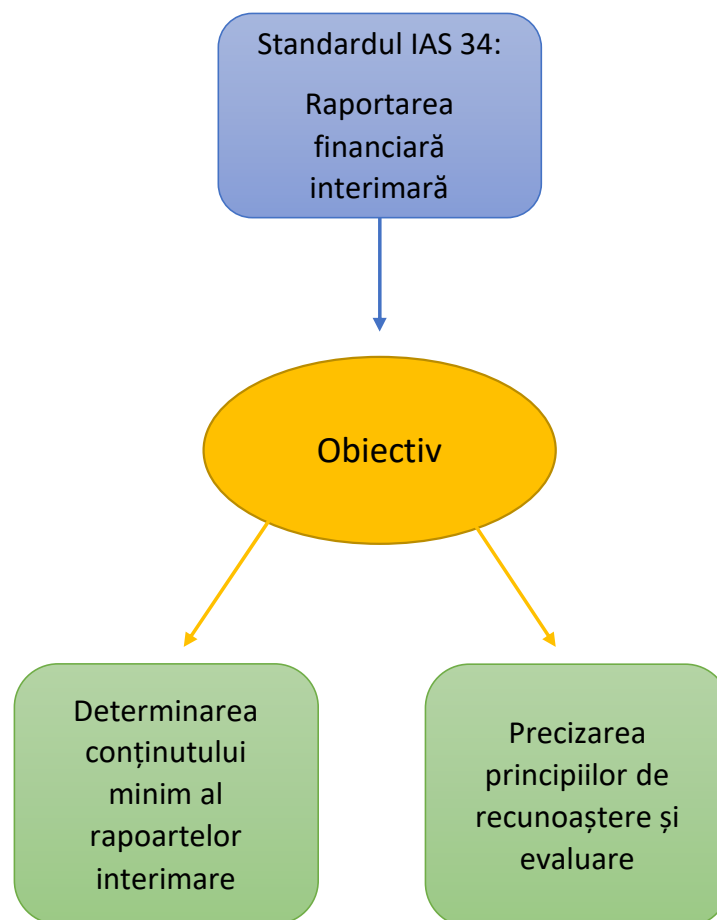 Standardul IAS 34:
Raportarea
financiară
interimară
Obiectiv
Determinarea
conținutului
minim al
rapoartelor
interimare
Precizarea
principiilor de
recunoaștere și
evaluare